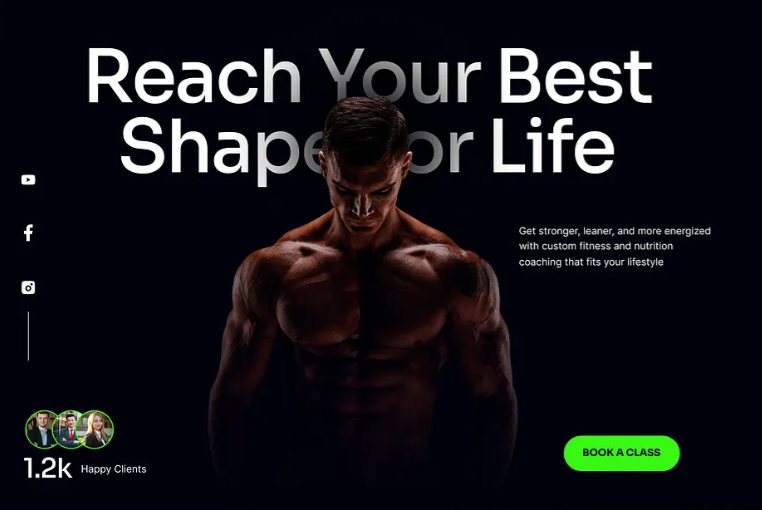 Reach Your Best
Shape or Life
Get stronger, leaner, and more energized
with custom fitness and nutrition
coaching that fits your lifestyle
1.2k Happy Clients
BOOK A CLASS